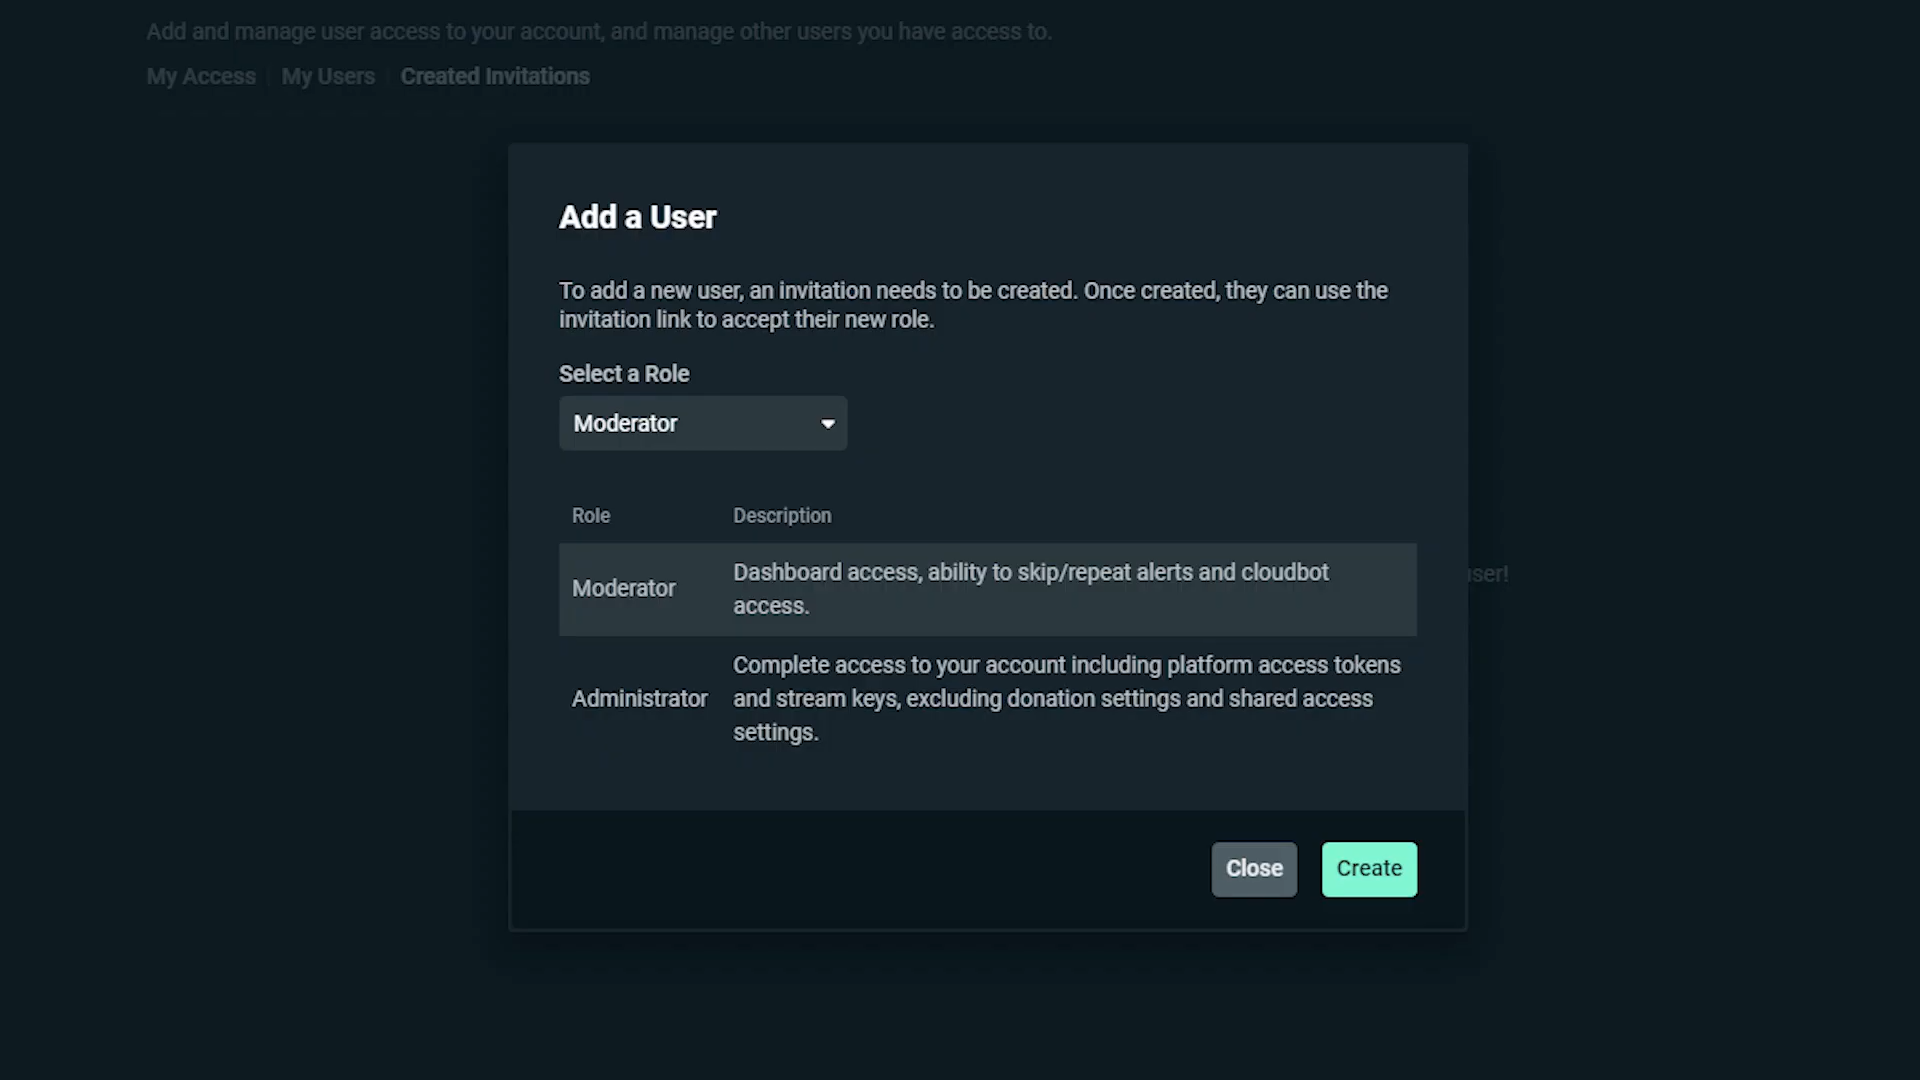 Add and manage user access to your account, and manage other users you have access to.
My Access | My Users | Created Invitations
Add a User
To add a new user, an invitation needs to be created. Once created, they can use the
invitation link to accept their new role.
Select a Role
Moderator
Role Description
Moderator Dashboard access, ability to skip/repeat alerts and cloudbot
access.
user!
Administrator Complete access to your account including platform access tokens
and stream keys, excluding donation settings and shared access
settings.
Close Create